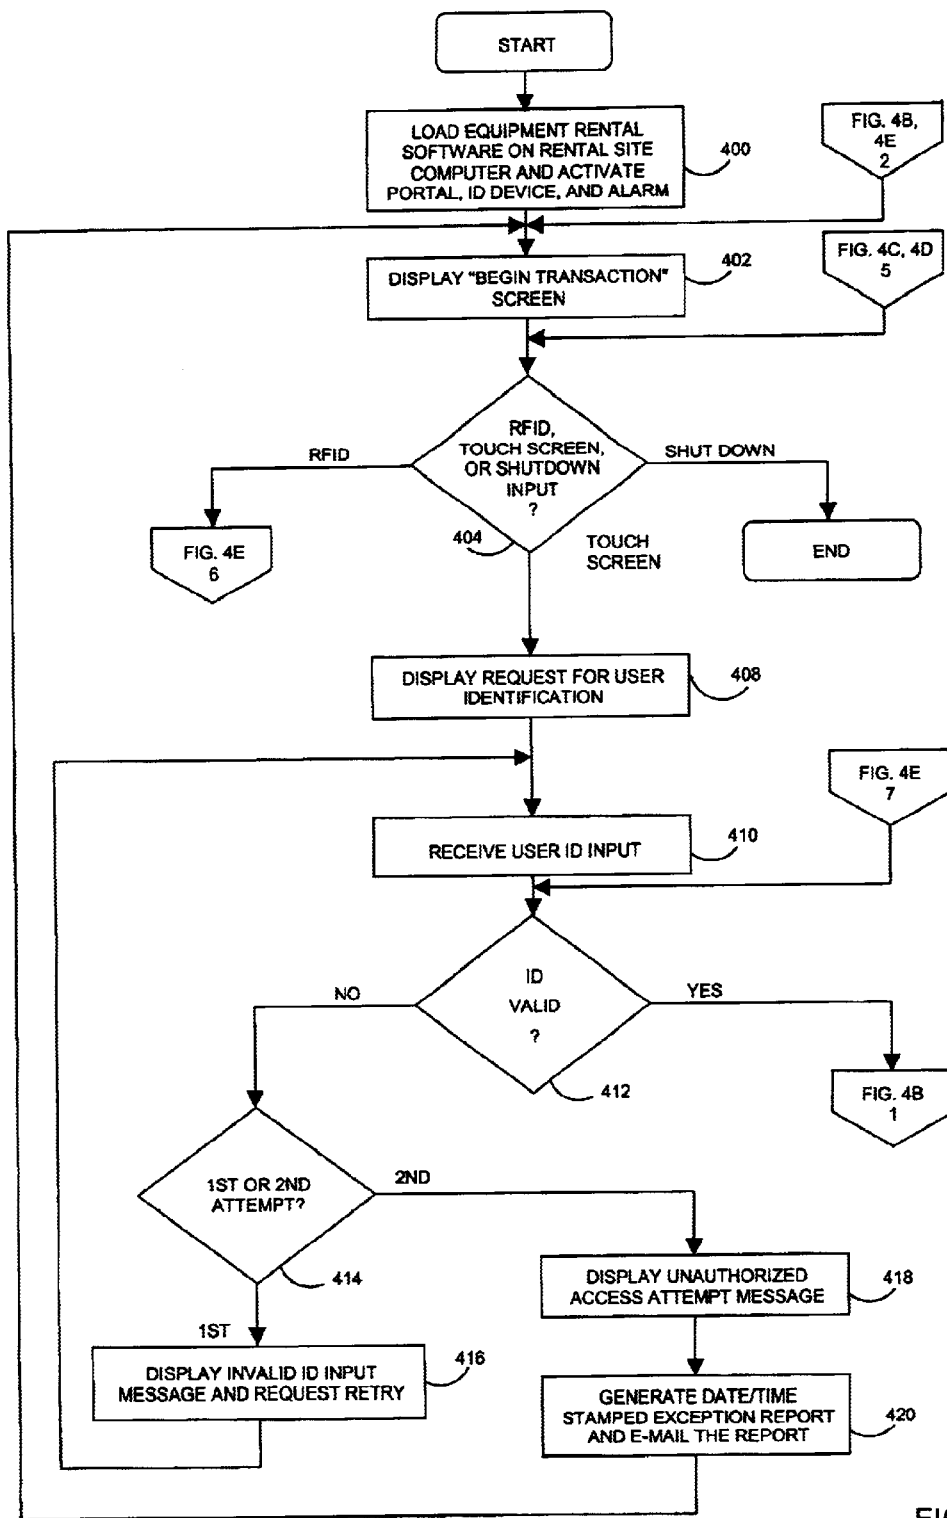 START
LOAD EQUIPMENT RENTAL
SOFTWARE ON RENTAL SITE
COMPUTER AND ACTIVATE
PORTAL, ID DEVICE, AND ALARM
400
FIG. 4B,
4E
2
DISPLAY "BEGIN TRANSACTION"
SCREEN
402
FIG. 4C, 4D
5
RFID,
TOUCH SCREEN,
OR SHUTDOWN
INPUT
?
RFID
SHUT DOWN
404
TOUCH
SCREEN
FIG. 4E
6
END
DISPLAY REQUEST FOR USER
IDENTIFICATION
408
FIG. 4E
7
RECEIVE USER ID INPUT
410
ID
VALID
?
NO
YES
412
FIG. 4B
1
1ST OR 2ND
ATTEMPT?
2ND
414
1ST
DISPLAY UNAUTHORIZED
ACCESS ATTEMPT MESSAGE
418
DISPLAY INVALID ID INPUT
MESSAGE AND REQUEST RETRY
416
GENERATE DATE/TIME
STAMPED EXCEPTION REPORT
AND E-MAIL THE REPORT
420